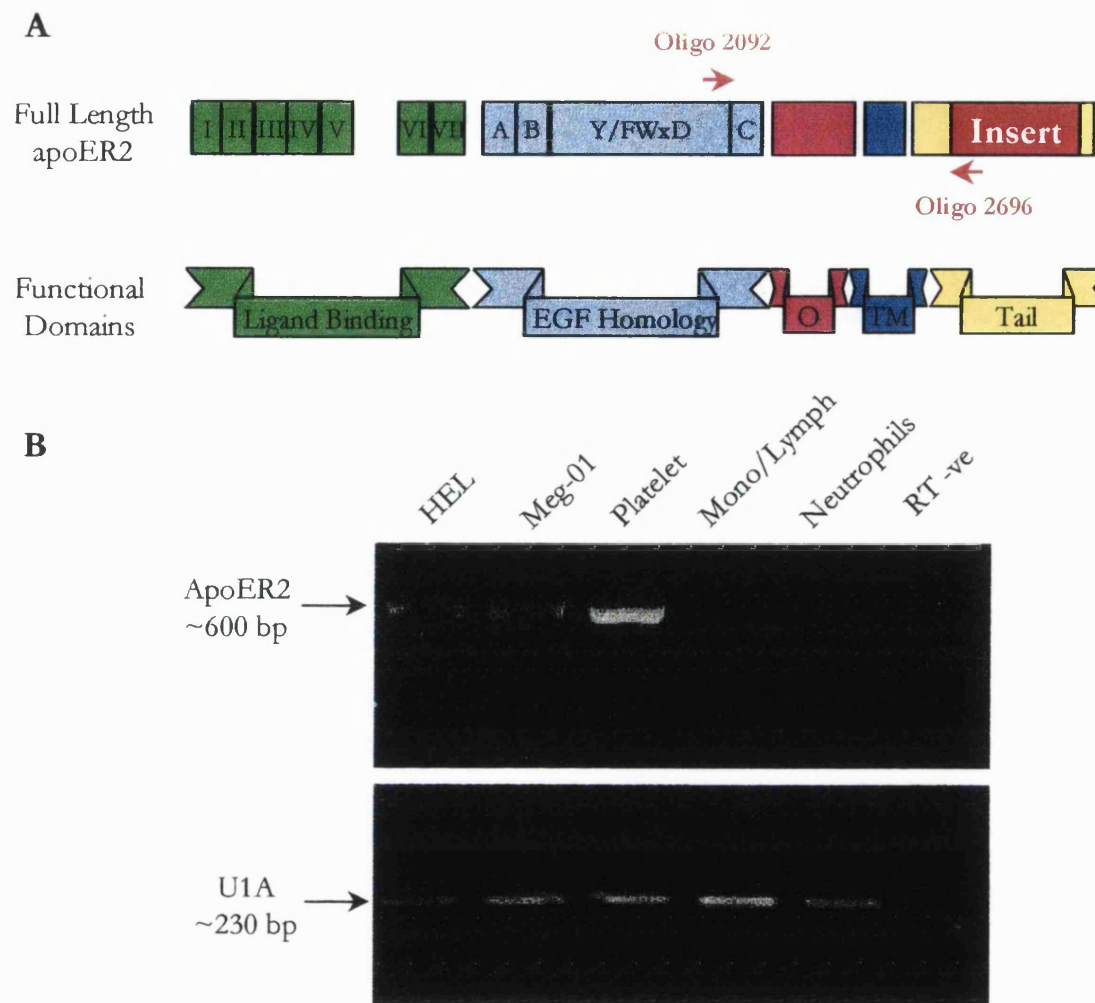 A
Oligo 2092
Full Length
apoER2
I II III IV V VI VII A B Y/FWxD C Insert
Oligo 2696
Functional
Domains
Ligand Binding EGF Homology O TM Tail
B
HEL Meg-01 Platelet Mono/Lymph Neutrophils RT -ve
ApoER2
~600 bp
U1A
~230 bp